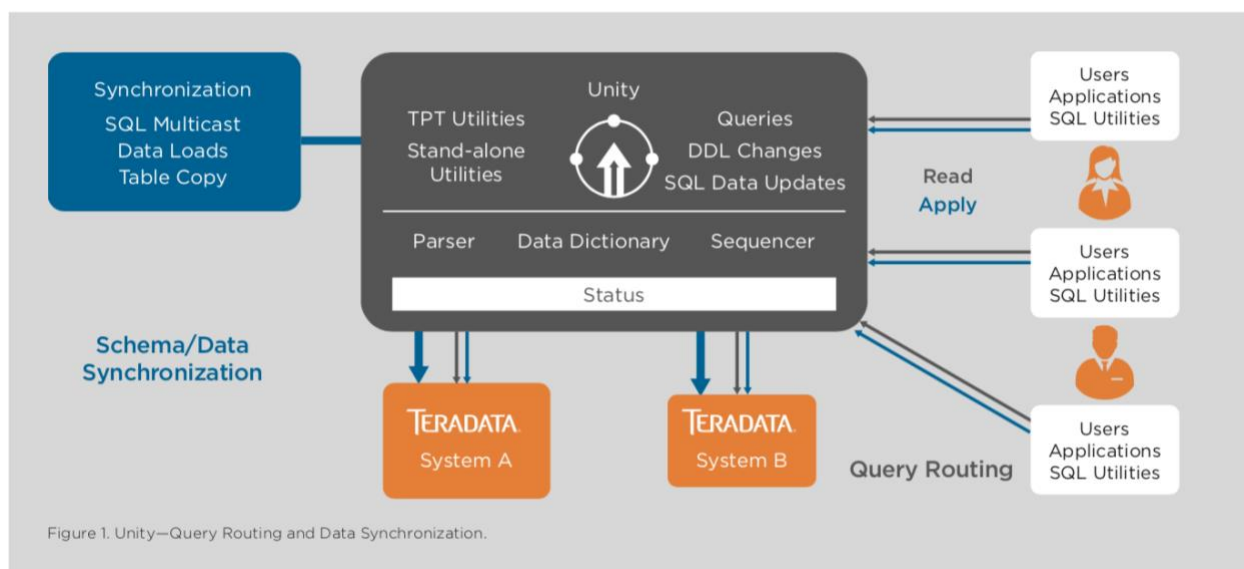 Synchronization
SQL Multicast
Data Loads
Table Copy
Unity
TPT Utilities
Stand-alone
Utilities
Queries
DDL Changes
SQL Data Updates
Parser
Data Dictionary
Sequencer
Status
Users
Applications
SQL Utilities
Read
Apply
Users
Applications
SQL Utilities
Schema/Data
Synchronization
TERADATA.
System A
TERADATA.
System B
Query Routing
Users
Applications
SQL Utilities
Figure 1. Unity—Query Routing and Data Synchronization.